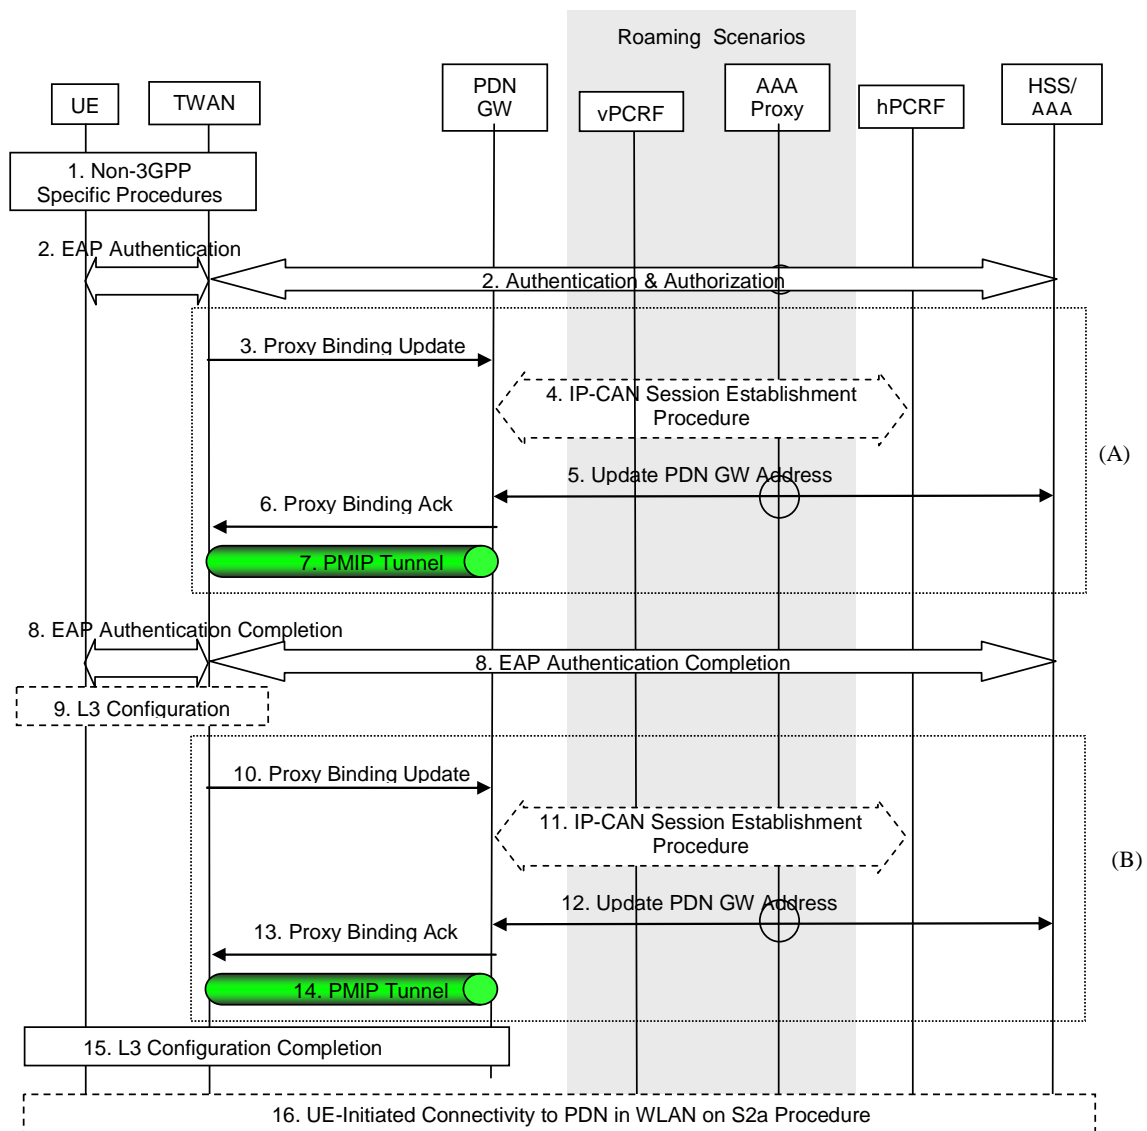 Roaming Scenarios
UE
TWAN
PDN
GW
vPCRF
AAA
Proxy
hPCRF
HSS/
AAA
1. Non-3GPP
Specific Procedures
2. EAP Authentication
2. Authentication & Authorization
3. Proxy Binding Update
4. IP-CAN Session Establishment
Procedure
(A)
5. Update PDN GW Address
6. Proxy Binding Ack
7. PMIP Tunnel
8. EAP Authentication Completion
8. EAP Authentication Completion
9. L3 Configuration
10. Proxy Binding Update
11. IP-CAN Session Establishment
Procedure
(B)
12. Update PDN GW Address
13. Proxy Binding Ack
14. PMIP Tunnel
15. L3 Configuration Completion
16. UE-Initiated Connectivity to PDN in WLAN on S2a Procedure